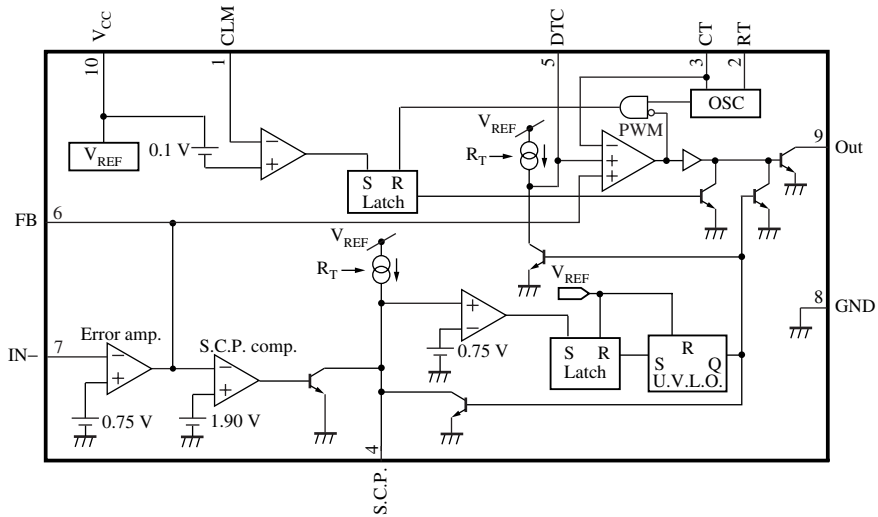 VCC
CLM
DTC
CT
RT
10
1
5
3
2
VREF
0.1 V
VREF
RT
PWM
OSC
9
Out
S R
Latch
FB
6
VREF
RT
VREF
8
GND
IN–
7
Error amp.
S.C.P. comp.
0.75 V
S R
Latch
R
S Q
U.V.L.O.
0.75 V
1.90 V
4
S.C.P.